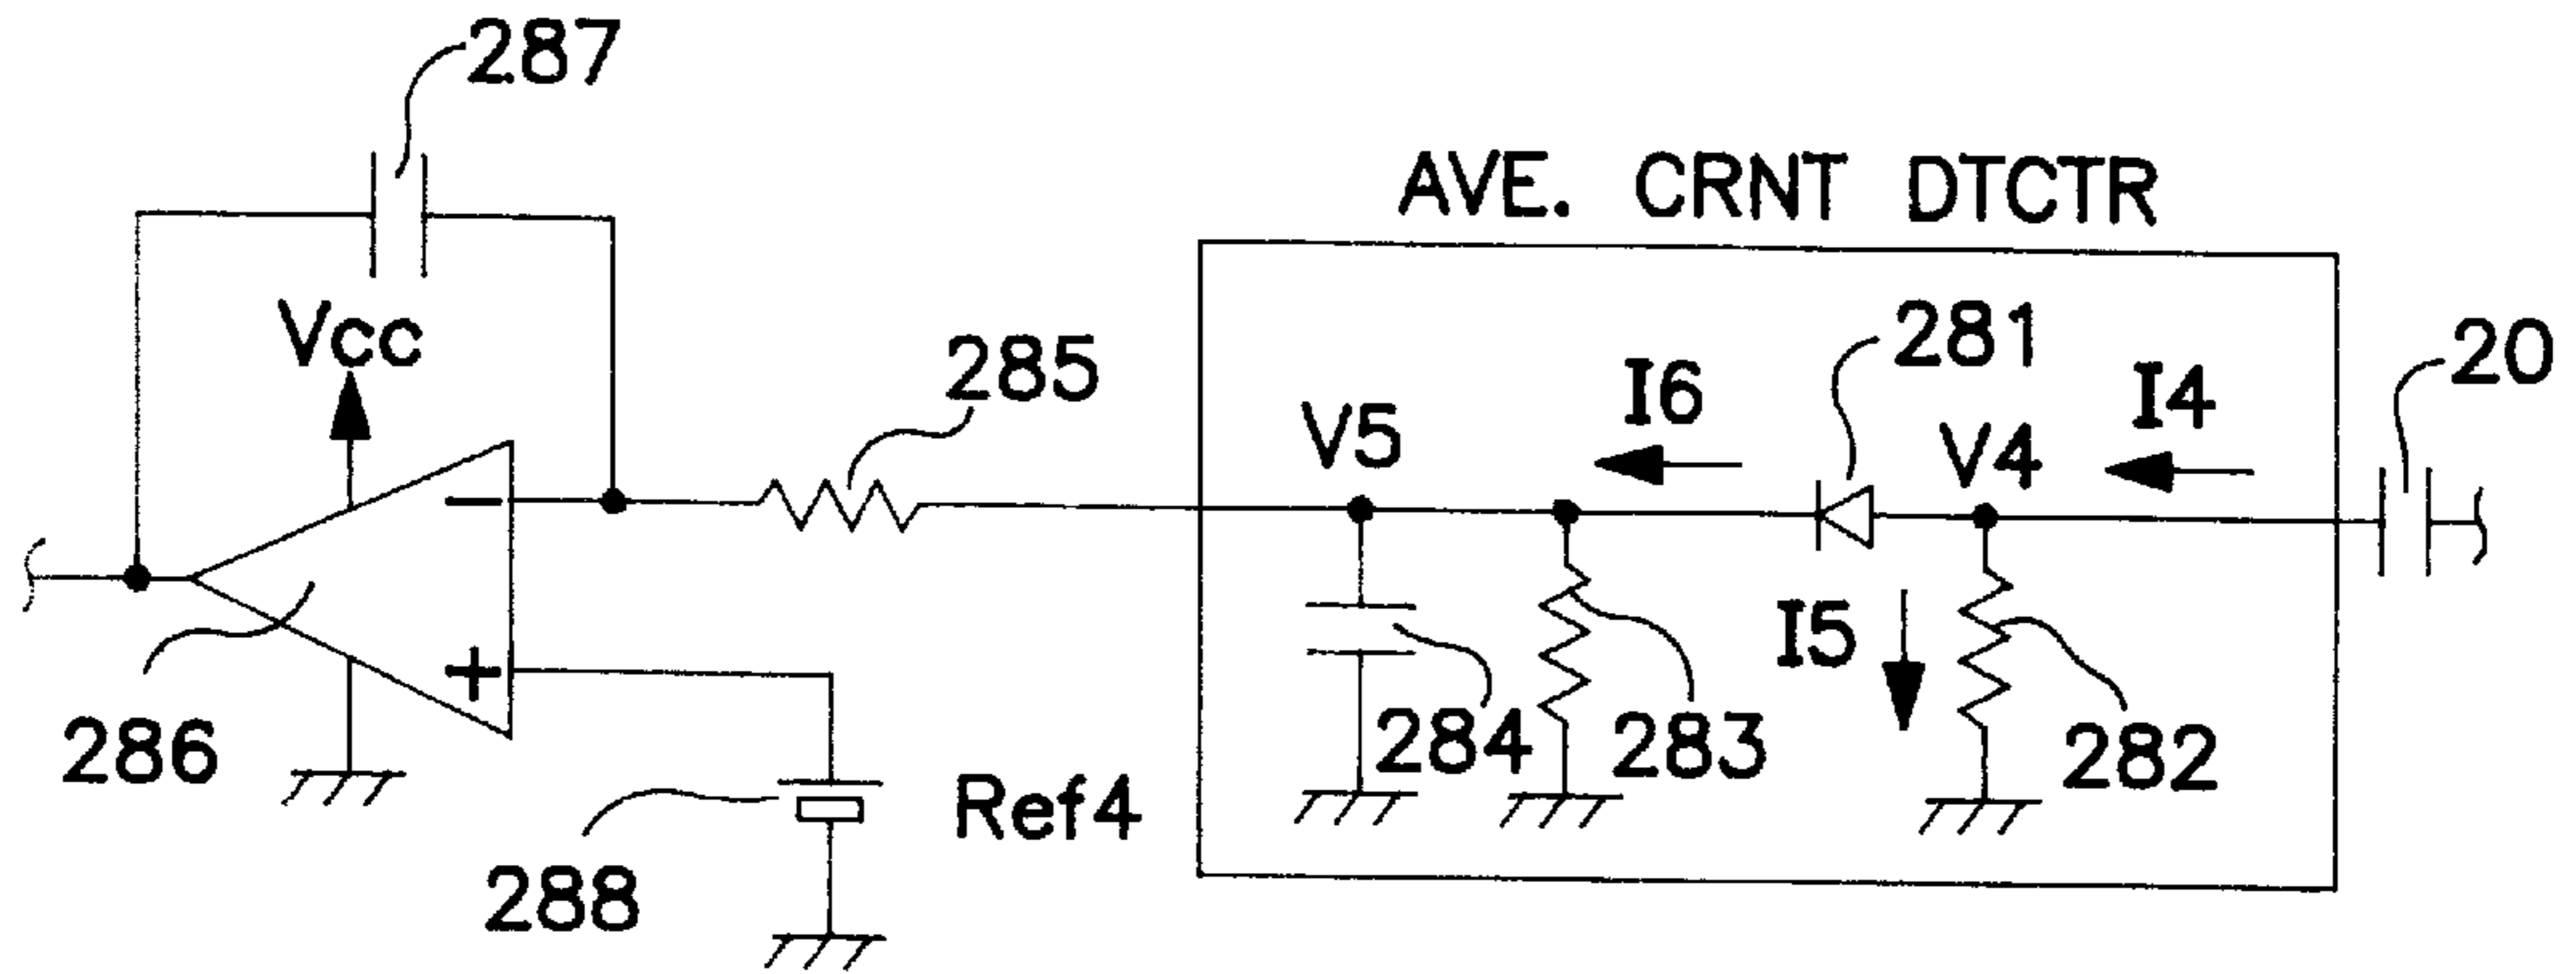 287
AVE. CRNT DTCTR
Vcc
285
281
20
I6
I4
V5
V4
−
I5
+
286
284
283
282
Ref4
288